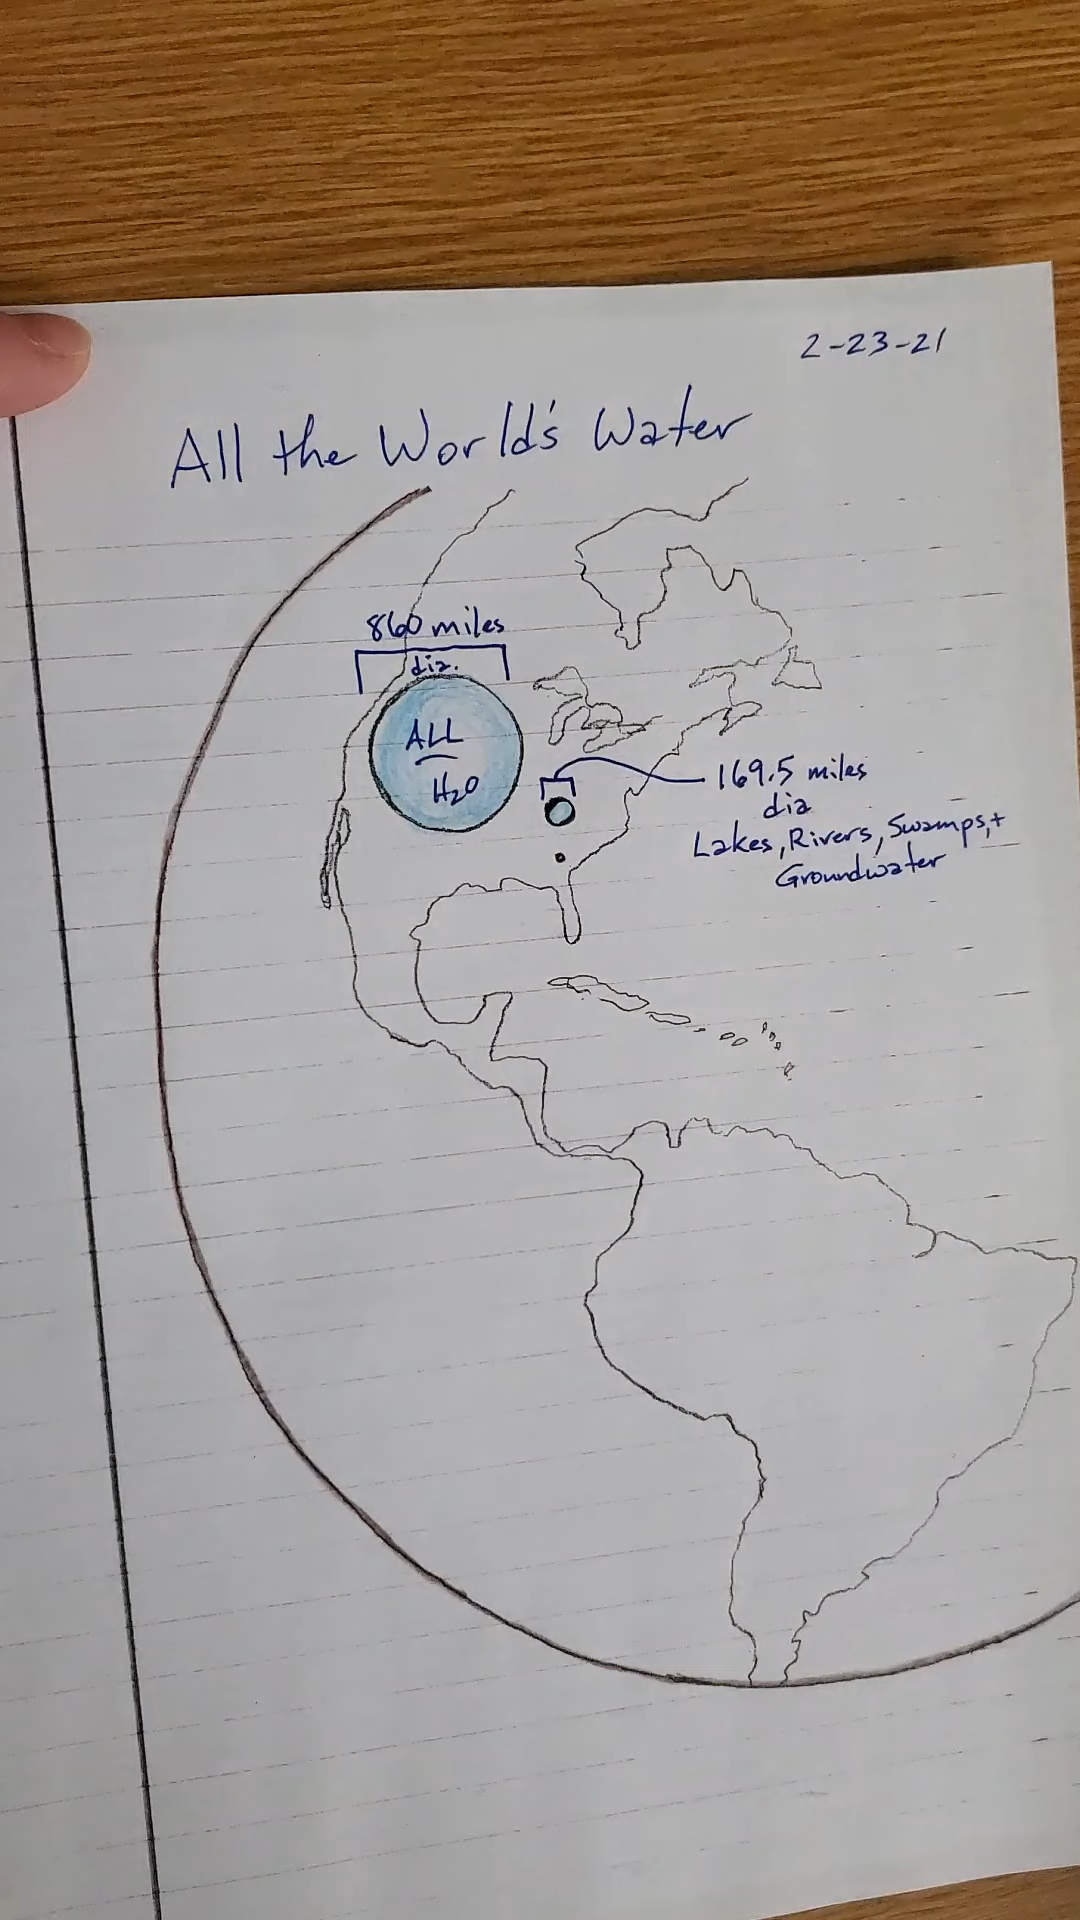 2-23-21
All the World's Water
860 miles
dia.
ALL
H₂O
169.5 miles
dia
Lakes, Rivers, Swamps, +
Groundwater